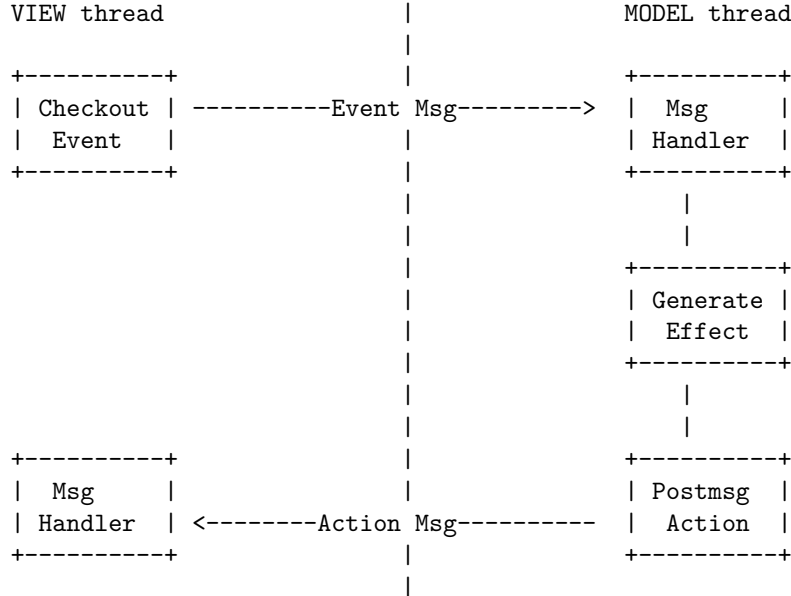 VIEW thread | MODEL thread
|
+----------+ | +----------+
| Checkout | ----------Event Msg---------> | Msg |
| Event | | | Handler |
+----------+ | +----------+
| |
| |
| +----------+
| | Generate |
| | Effect |
| +----------+
| |
| |
+----------+ | +----------+
| Msg | | | Postmsg |
| Handler | <--------Action Msg---------- | Action |
+----------+ | +----------+
|